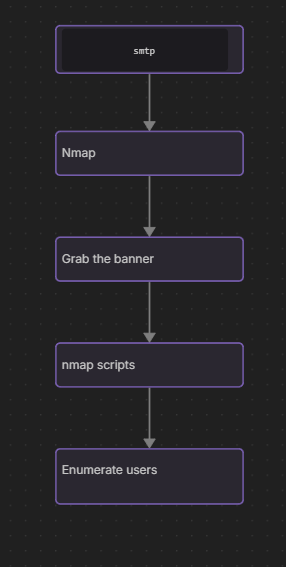 smtp
Nmap
Grab the banner
nmap scripts
Enumerate users